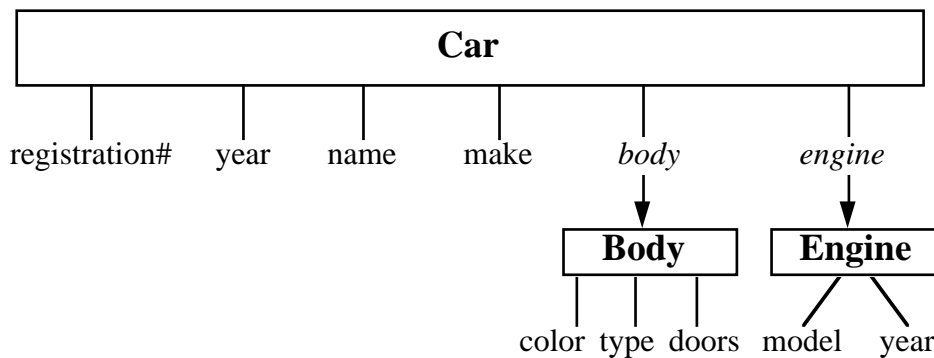 Car
registration# year name make body engine
Body Engine
color type doors model year